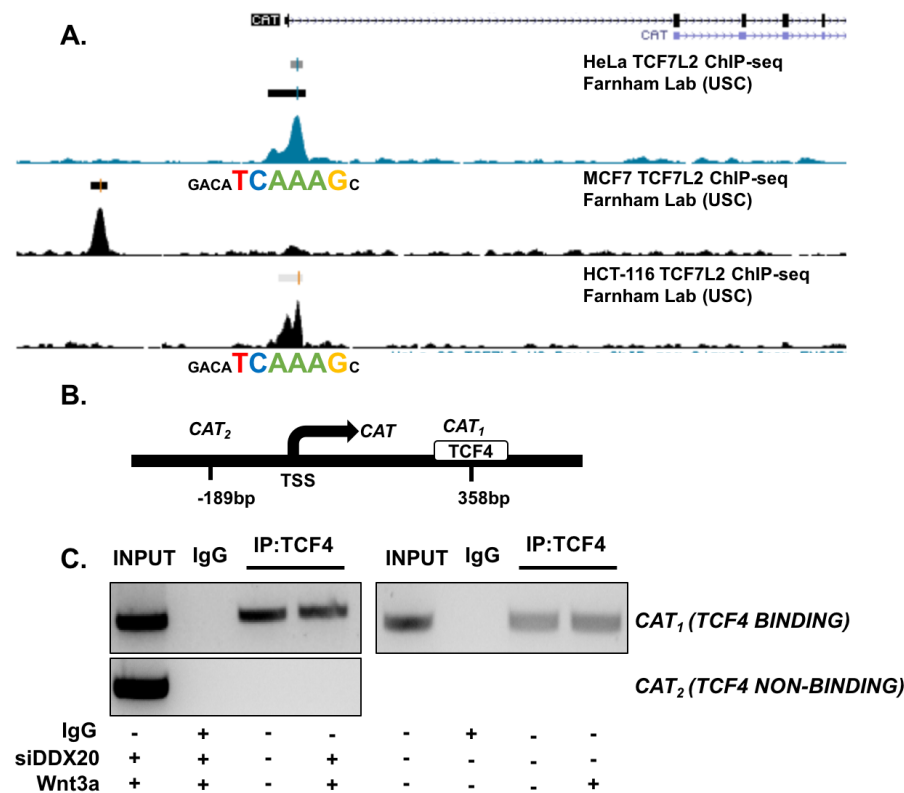 A.
CAT
CAT
HeLa TCF7L2 ChIP-seq
Farnham Lab (USC)
GACATCAAAGC
MCF7 TCF7L2 ChIP-seq
Farnham Lab (USC)
HCT-116 TCF7L2 ChIP-seq
Farnham Lab (USC)
GACATCAAAGC
B.
CAT2 CAT CAT1
TCF4
TSS
-189bp 358bp
C.
INPUT IgG IP:TCF4 INPUT IgG IP:TCF4
CAT1 (TCF4 BINDING)
CAT2 (TCF4 NON-BINDING)
IgG - + - - - + - -
siDDX20 + + - + - - - -
Wnt3a + + - + - - - +